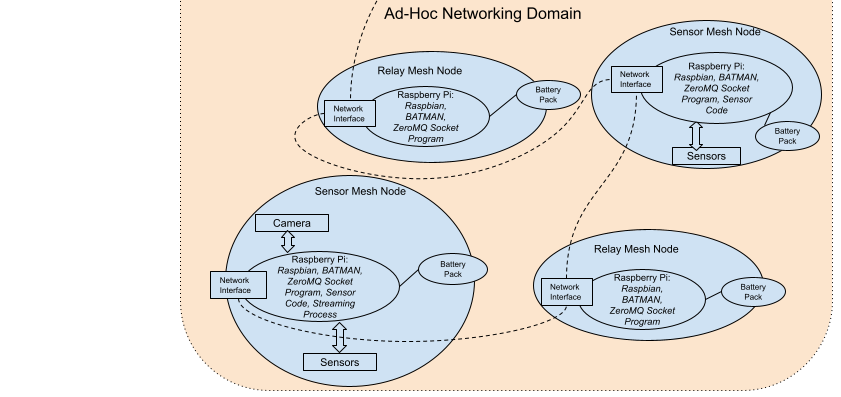 Ad-Hoc Networking Domain
Sensor Mesh Node
Network
Interface
Raspberry Pi:
Raspbian, BATMAN,
ZeroMQ Socket
Program, Sensor
Code
Battery
Pack
Sensors
Relay Mesh Node
Network
Interface
Raspberry Pi:
Raspbian,
BATMAN,
ZeroMQ Socket
Program
Battery
Pack
Sensor Mesh Node
Camera
Network
Interface
Raspberry Pi:
Raspbian, BATMAN,
ZeroMQ Socket
Program, Sensor
Code, Streaming
Process
Battery
Pack
Sensors
Relay Mesh Node
Network
Interface
Raspberry Pi:
Raspbian,
BATMAN,
ZeroMQ Socket
Program
Battery
Pack